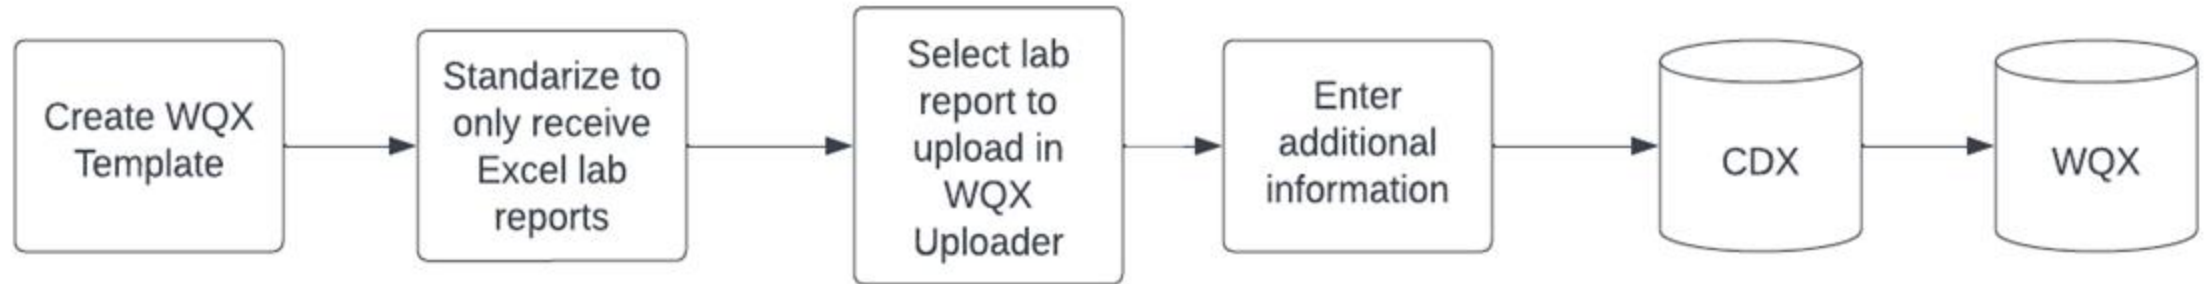 Create WQX
Template
Standarize to
only receive
Excel lab
reports
Select lab
report to
upload in
WQX
Uploader
Enter
additional
information
CDX
WQX